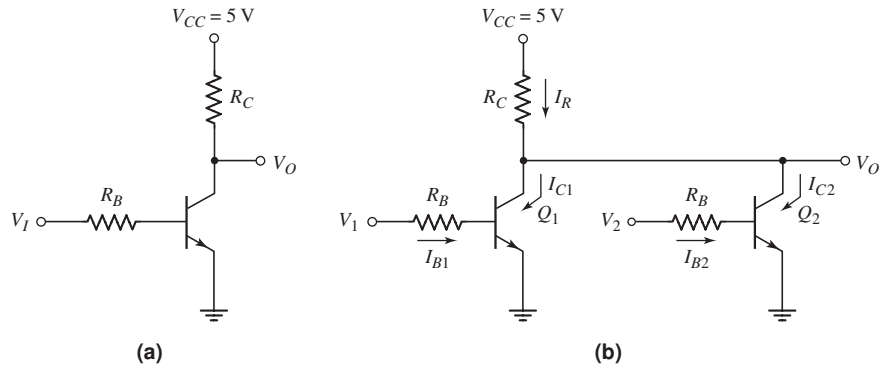 V_CC = 5 V
R_C
V_O
R_B
V_I
(a)
V_CC = 5 V
R_C
I_R
V_O
I_C1
I_C2
R_B
V_1
Q_1
I_B1
R_B
V_2
Q_2
I_B2
(b)